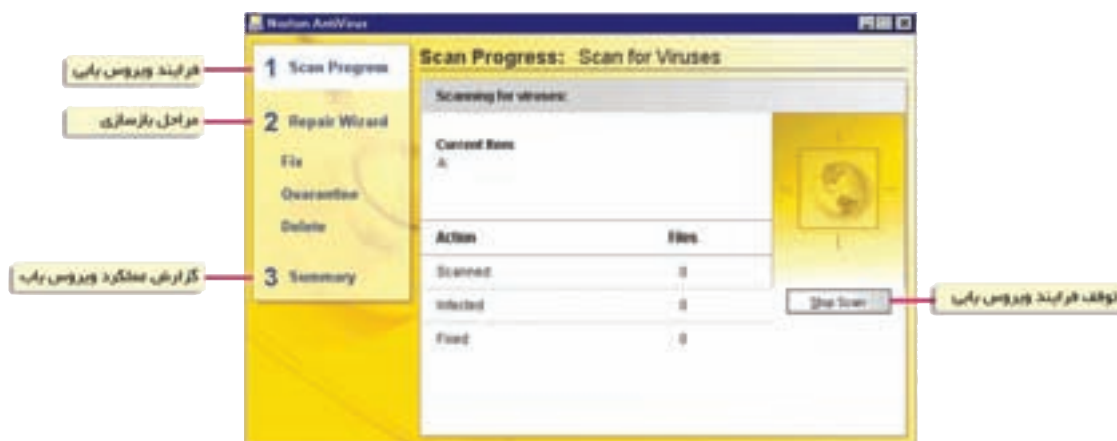 Norton AntiVirus
فرایند ویروس یابی
1 Scan Progress
مراحل بازسازی
2 Repair Wizard
Fix
Quarantine
Delete
گزارش عملکرد ویروس یاب
3 Summary
Scan Progress: Scan for Viruses
Scanning for viruses:
Current Item
A:
Action Files
Scanned: 0
Infected: 0
Fixed: 0
Stop Scan
توقف فرایند ویروس یابی